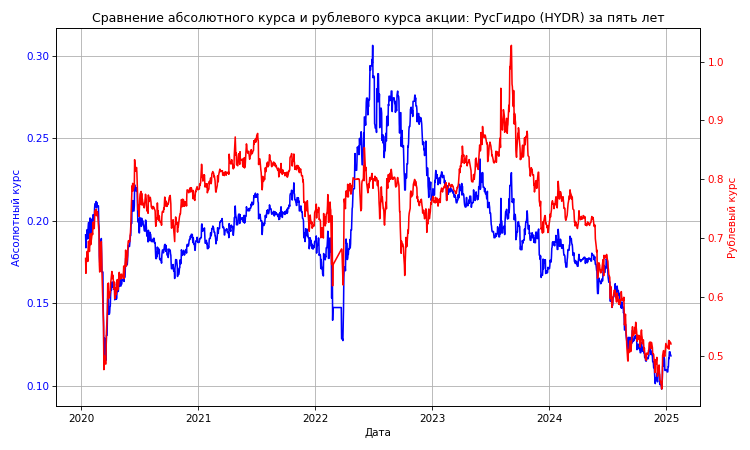 Сравнение абсолютного курса и рублевого курса акции: РусГидро (HYDR) за пять лет
0.30
0.25
0.20
0.15
0.10
Абсолютный курс
1.0
0.9
0.8
0.7
0.6
0.5
Рублевый курс
2020 2021 2022 2023 2024 2025
Дата